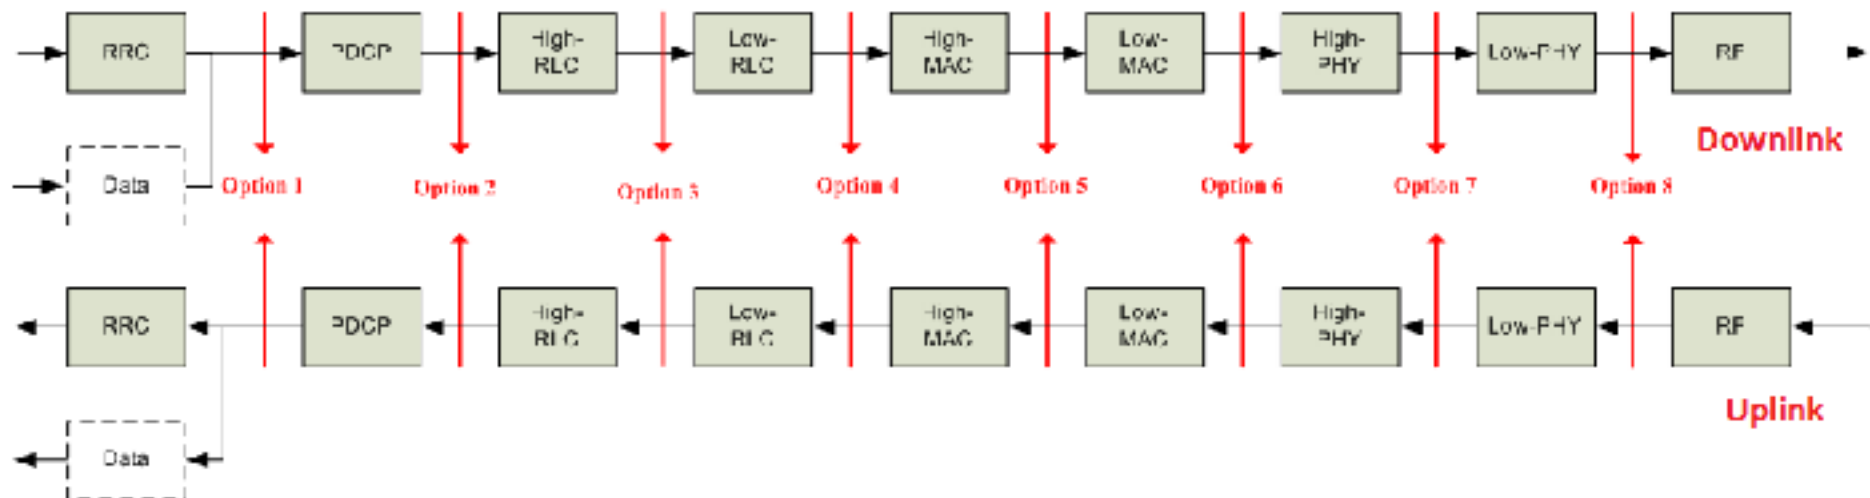 RRC
PDCP
High-
RLC
Low-
RLC
High-
MAC
Low-
MAC
High-
PHY
Low-PHY
RF
Downlink
Data
Option 1
Option 2
Option 3
Option 4
Option 5
Option 6
Option 7
Option 8
RRC
PDCP
High-
RLC
Low-
RLC
High-
MAC
Low-
MAC
High-
PHY
Low-PHY
RF
Uplink
Data